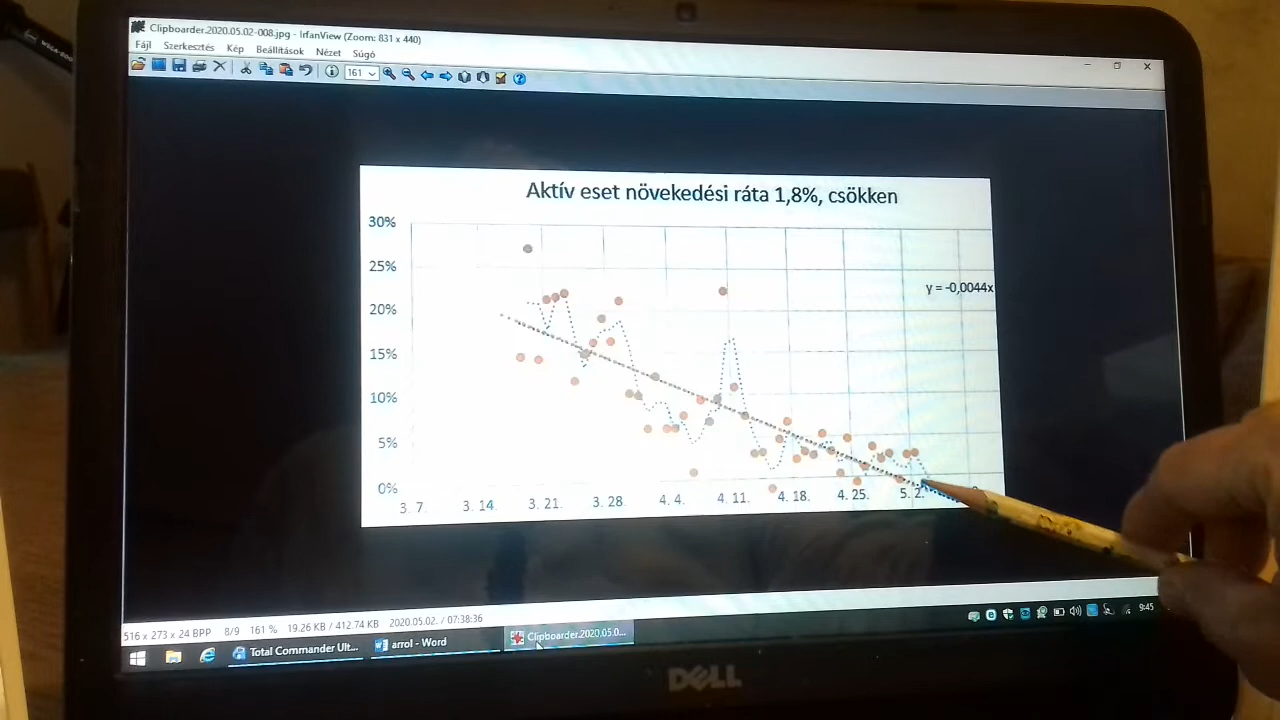 Clipboarder.2020.05.02-008.jpg - IrfanView (Zoom: 831 x 440)
Fájl Szerkesztés Kép Beállítások Nézet Súgó
161
Aktív eset növekedési ráta 1,8%, csökken
30%
25%
y = -0,0044x
20%
15%
10%
5%
0%
3. 7. 3. 14 3. 21. 3. 28. 4. 4. 4. 11. 4. 18. 4. 25. 5. 2.
516 x 273 x 24 BPP 8/9 161 % 19.26 KB / 412.74 KB 2020.05.02. / 07:38:36
Total Commander Ult... arrol - Word Clipboarder.2020.05.0... 9:45
DELL